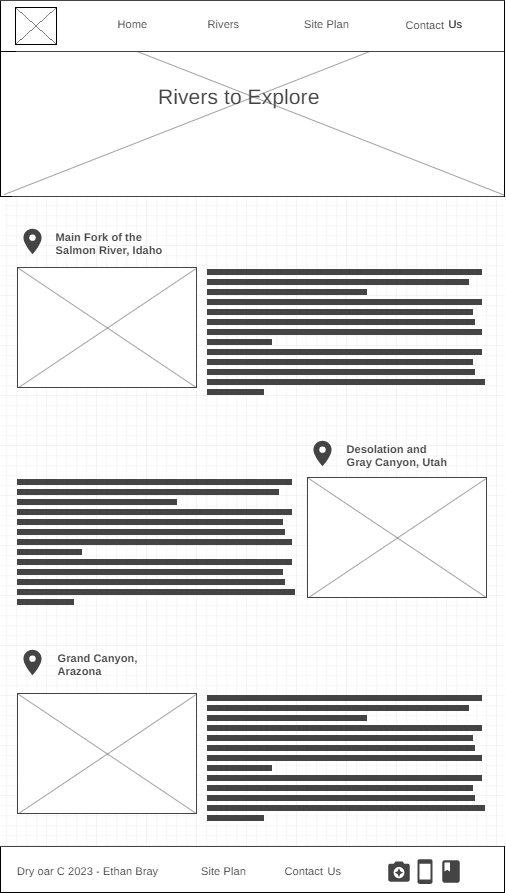 Home Rivers Site Plan Contact Us
Rivers to Explore
Main Fork of the
Salmon River, Idaho
Desolation and
Gray Canyon, Utah
Grand Canyon,
Arazona
Dry oar C 2023 - Ethan Bray Site Plan Contact Us